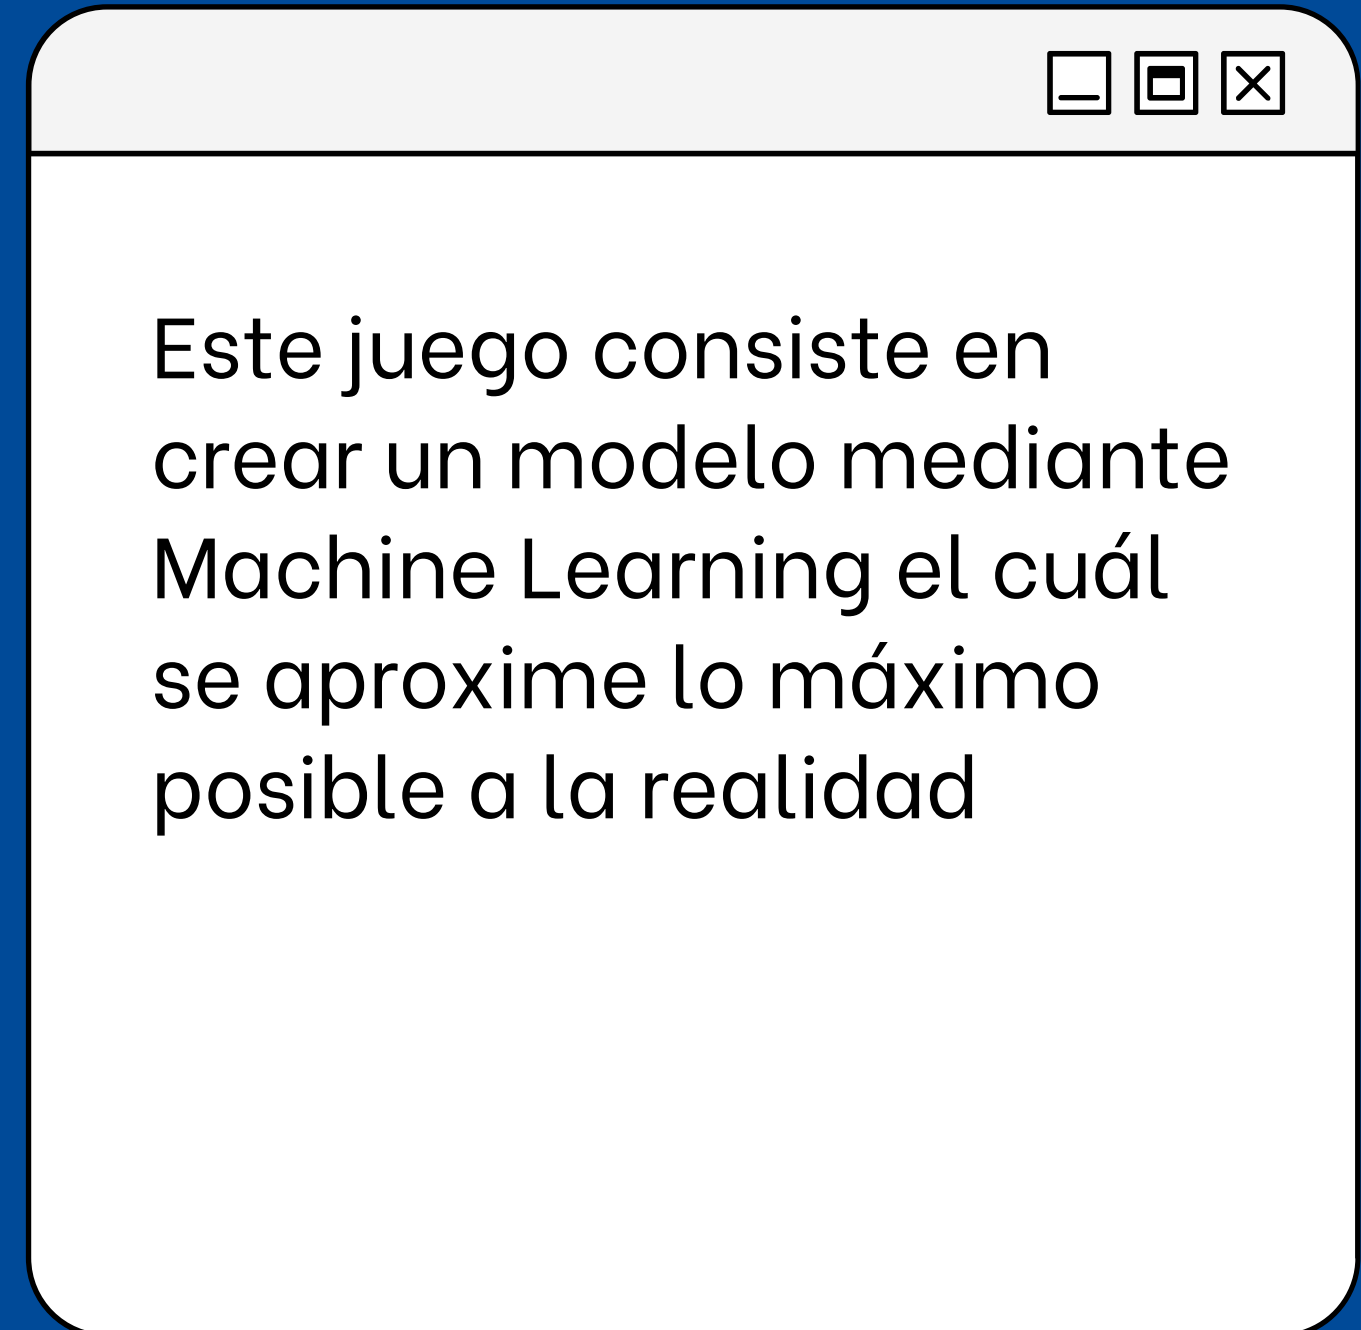 Este juego consiste en
crear un modelo mediante
Machine Learning el cuál
se aproxime lo máximo
posible a la realidad